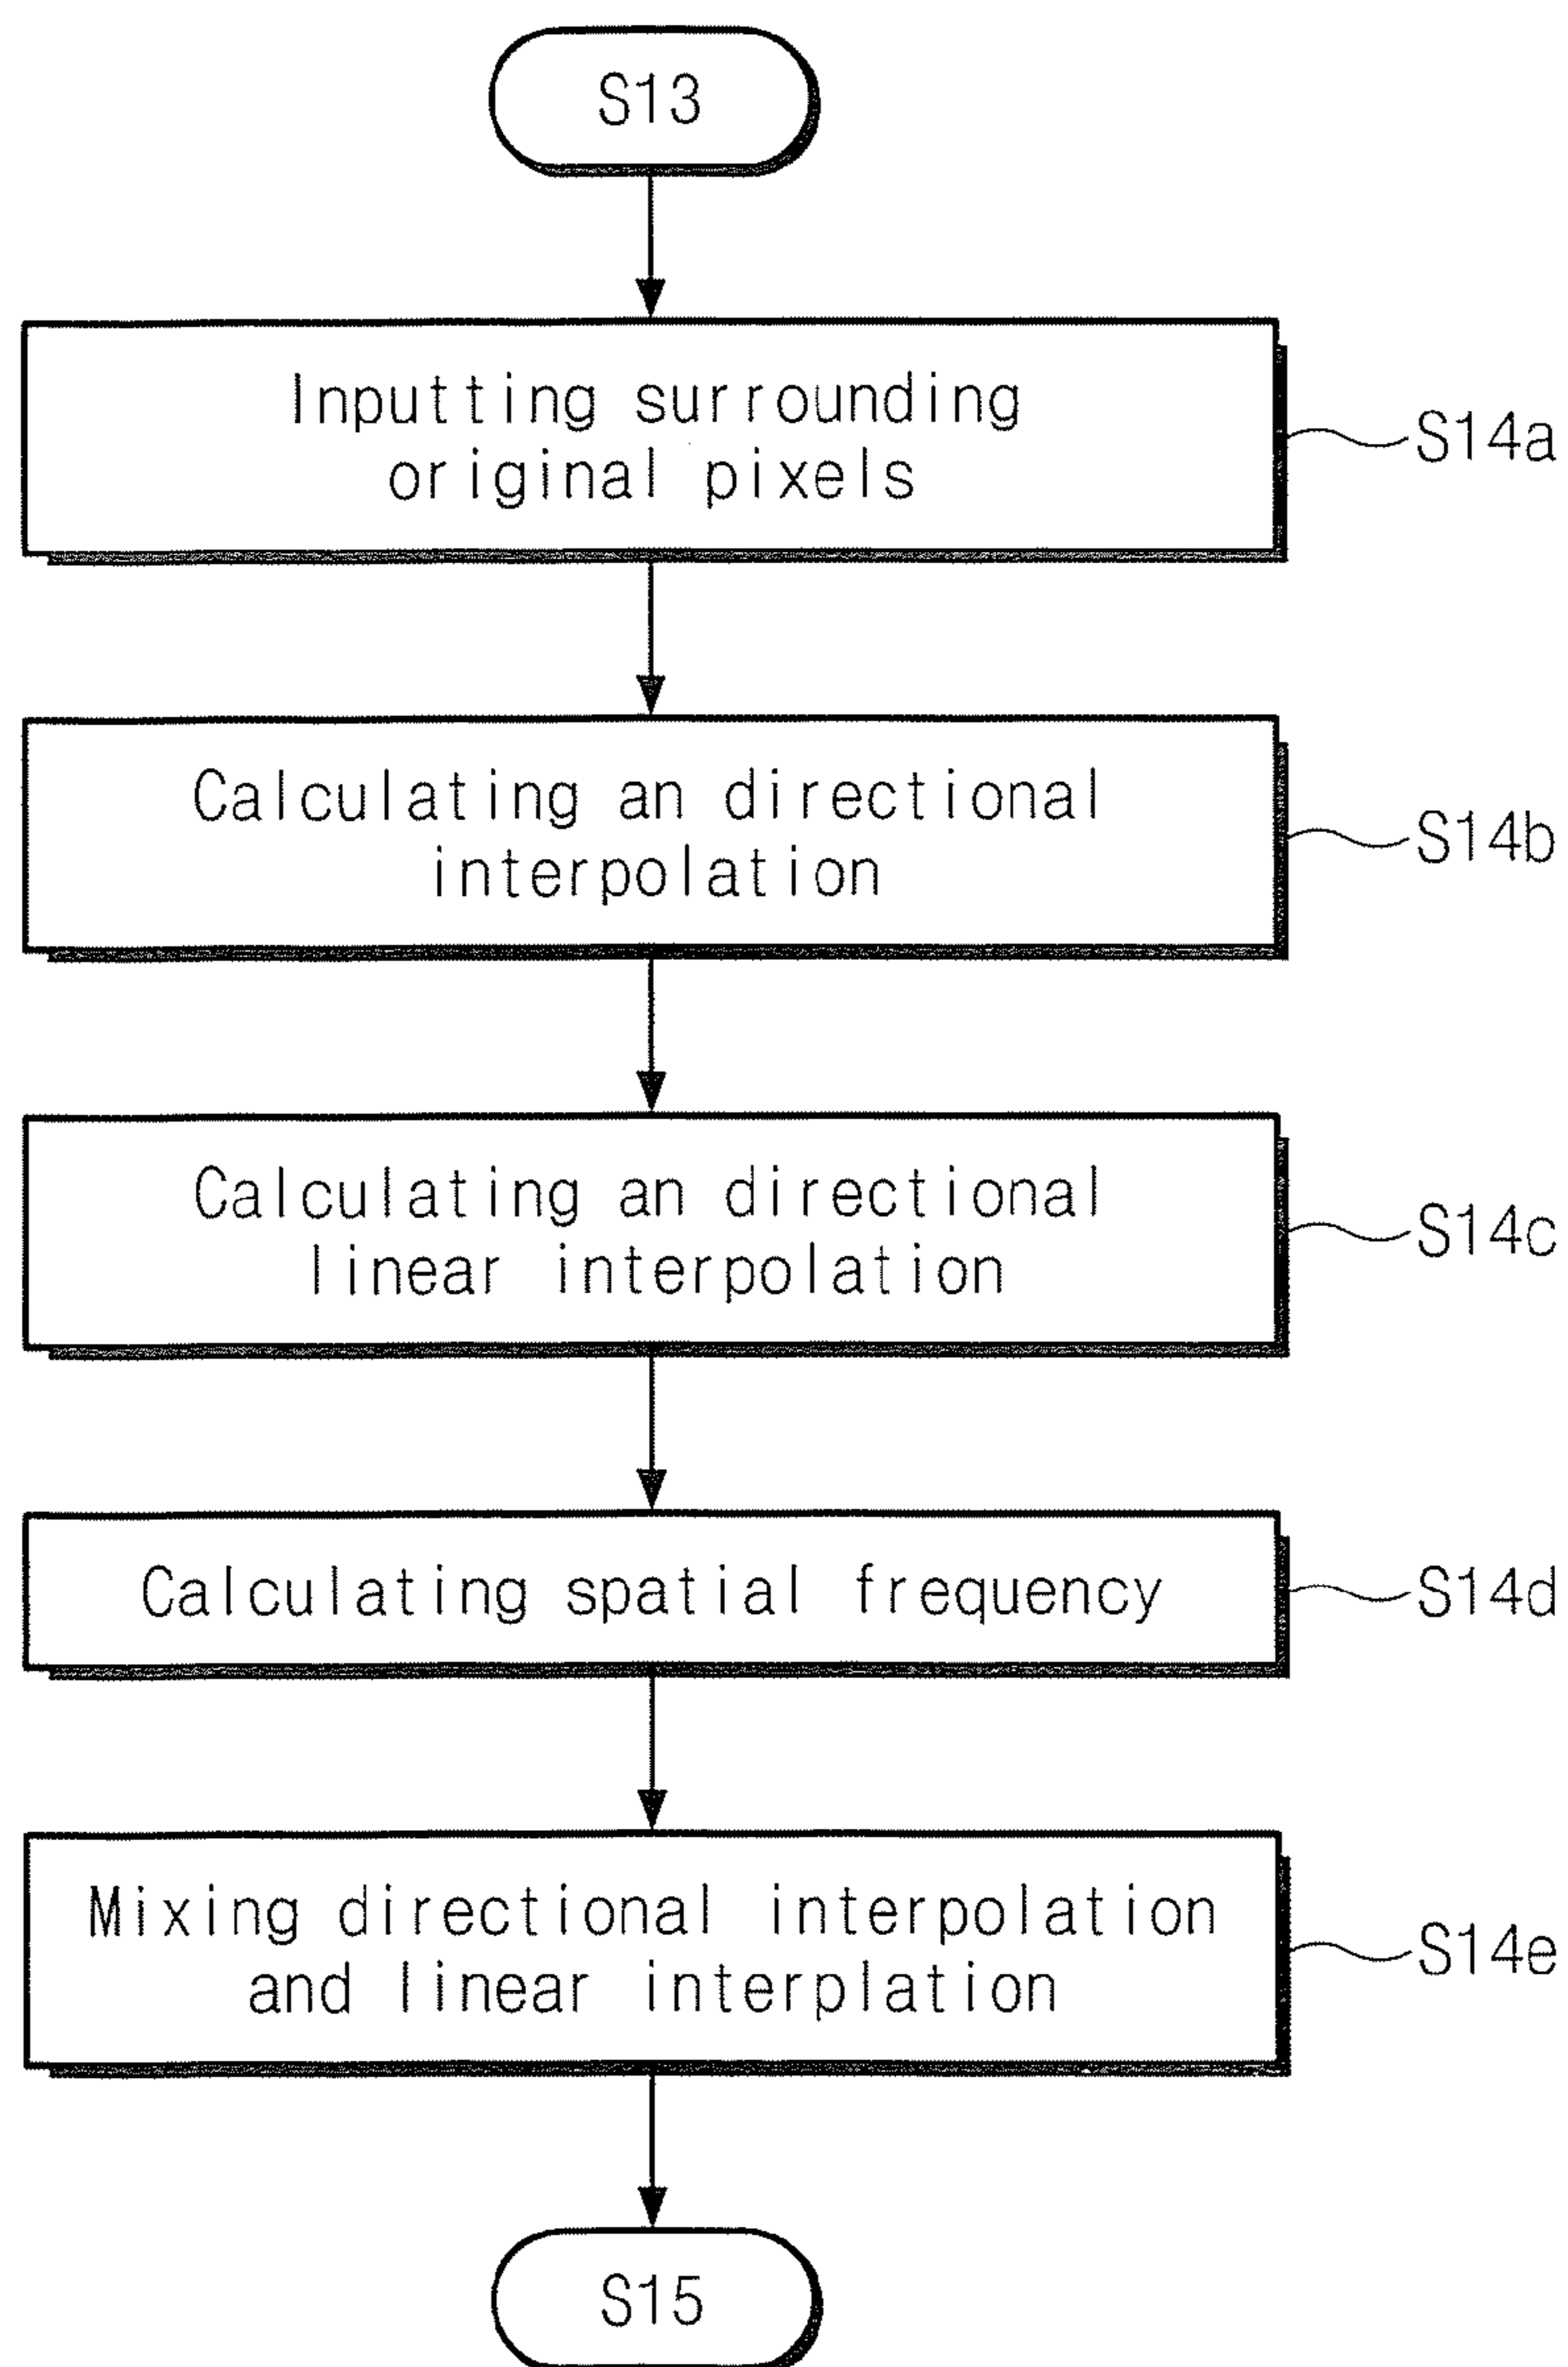 S13
Inputting surrounding
original pixels
S14a
Calculating an directional
interpolation
S14b
Calculating an directional
linear interpolation
S14c
Calculating spatial frequency
S14d
Mixing directional interpolation
and linear interplation
S14e
S15